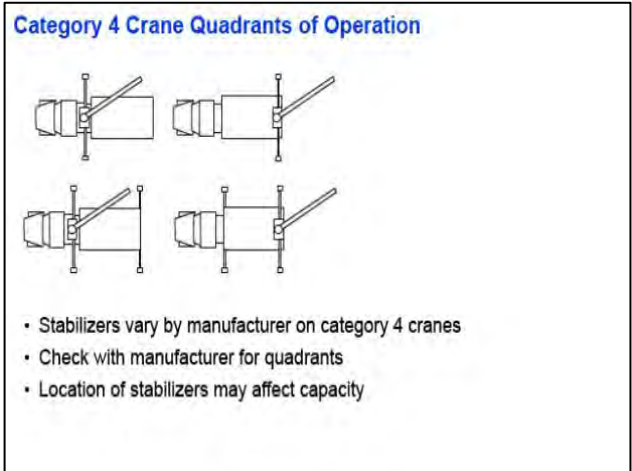 Category 4 Crane Quadrants of Operation
• Stabilizers vary by manufacturer on category 4 cranes
• Check with manufacturer for quadrants
• Location of stabilizers may affect capacity